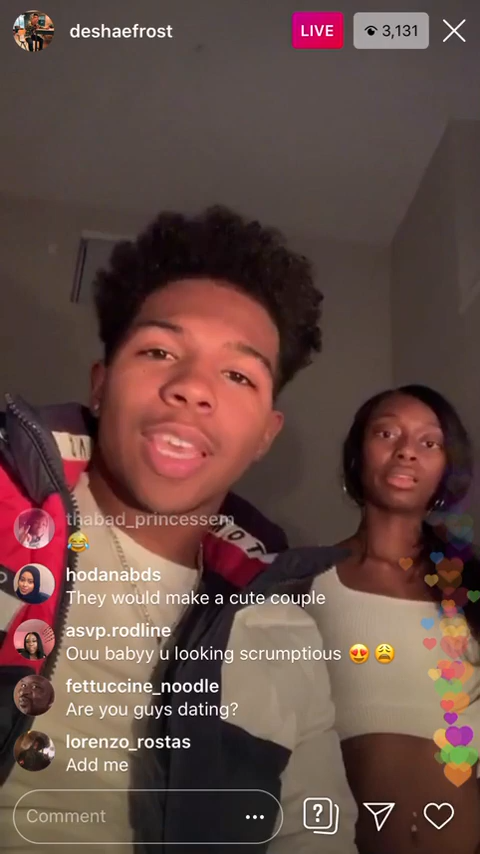 deshaefrost
LIVE
3,131
thabad_princessem
😂
hodanabds
They would make a cute couple
asvp.rodline
Ouu babyy u looking scrumptious 😍😩
fettuccine_noodle
Are you guys dating?
lorenzo_rostas
Add me
Comment